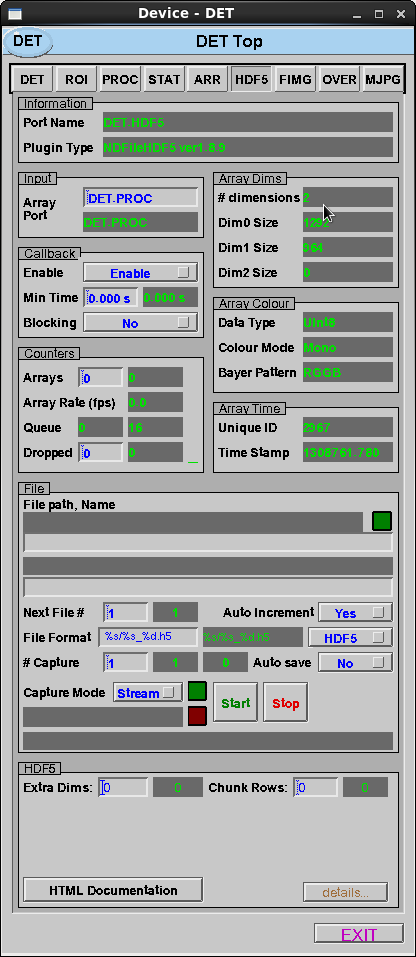 Device - DET
DET
DET Top
DET ROI PROC STAT ARR HDF5 FIMG OVER MJPG
Information
Port Name DET.HDF5
Plugin Type NDFileHDF5 ver1.8.9
Input
Array Port DET.PROC
DET.PROC
Callback
Enable Enable
Min Time 0.000 s 0.000 s
Blocking No
Counters
Arrays 0 0
Array Rate (fps) 0.0
Queue 0 16
Dropped 0 0
Array Dims
# dimensions 2
Dim0 Size 1292
Dim1 Size 964
Dim2 Size 0
Array Colour
Data Type UInt8
Colour Mode Mono
Bayer Pattern RGGB
Array Time
Unique ID 2967
Time Stamp 1308761.780
File
File path, Name
Next File # 1 1 Auto Increment Yes
File Format %s/%s_%d.h5 %s/%s_%d.h5 HDF5
# Capture 1 1 0 Auto save No
Capture Mode Stream Start Stop
HDF5
Extra Dims: 0 0 Chunk Rows: 0 0
HTML Documentation details...
EXIT